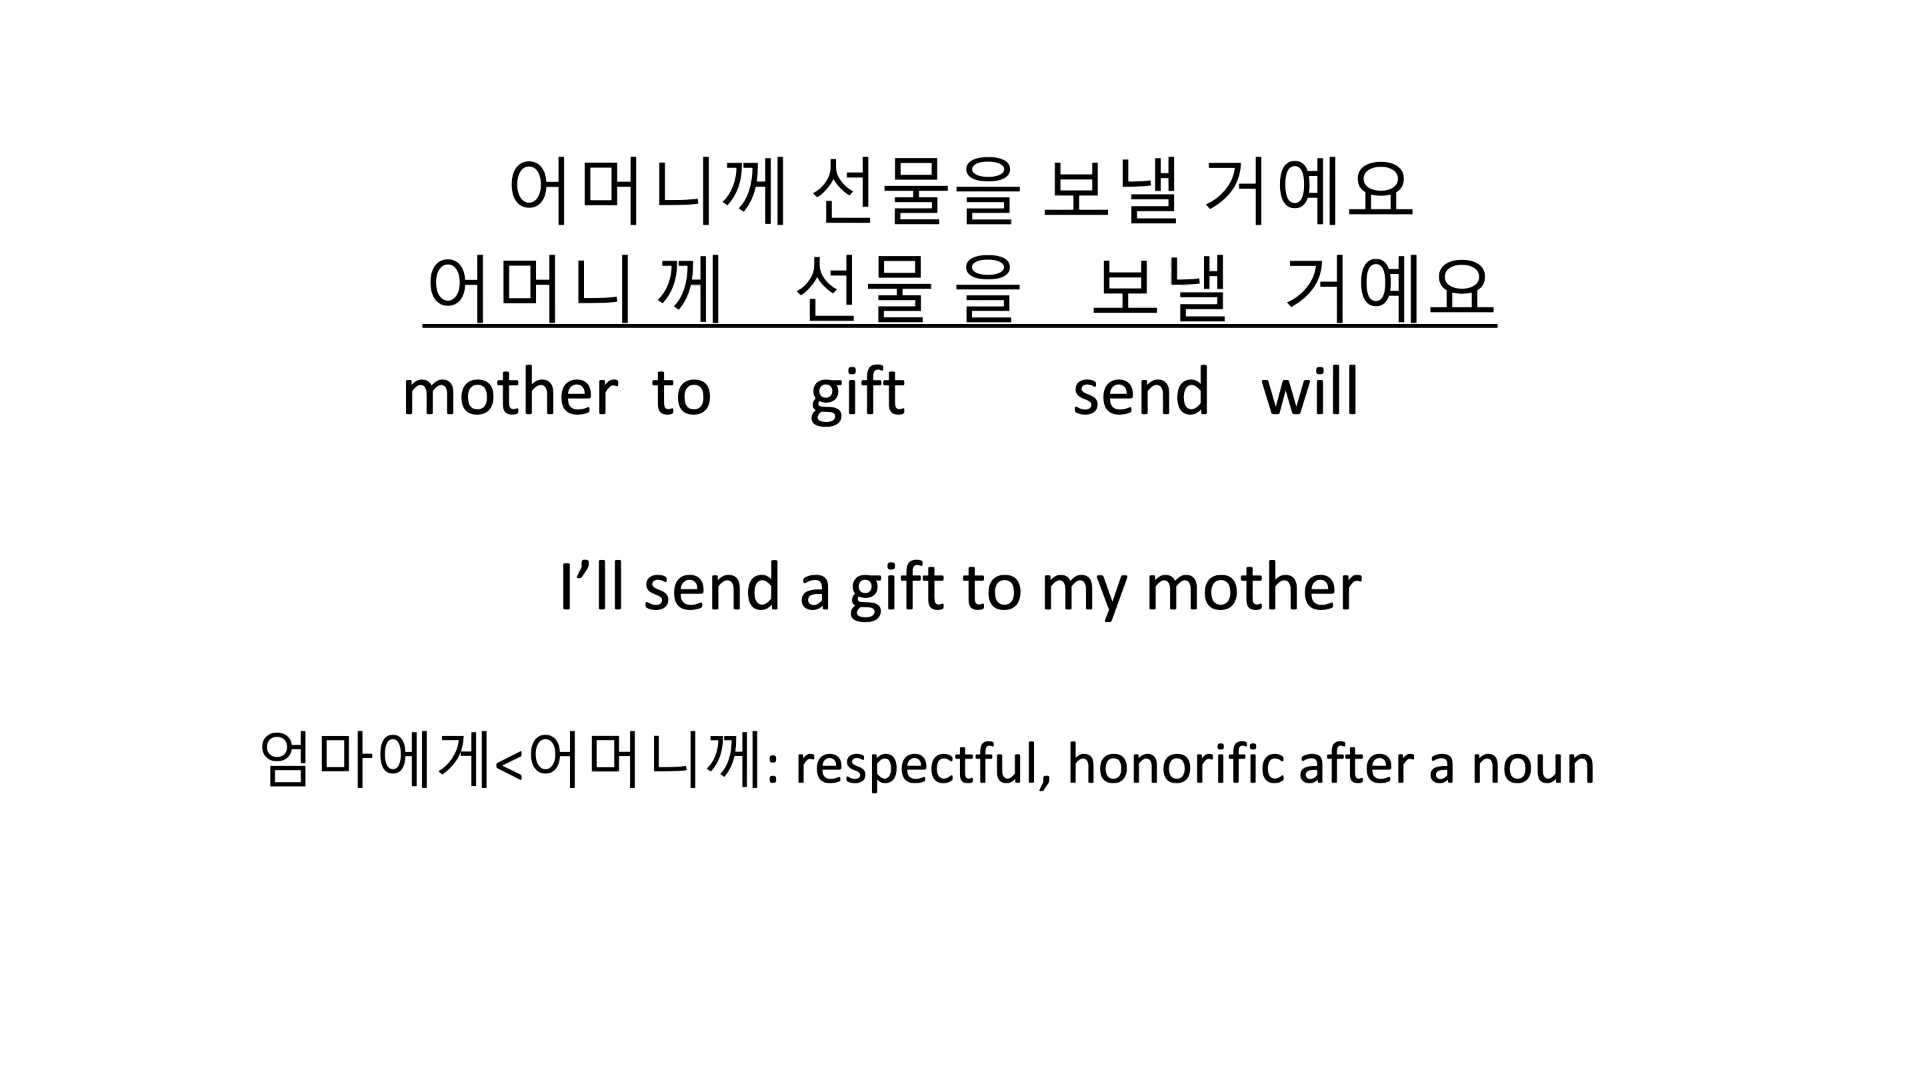 어머니께 선물을 보낼 거예요
어머니 께 선물 을 보낼 거예요
mother to gift send will
I’ll send a gift to my mother
엄마에게<어머니께: respectful, honorific after a noun